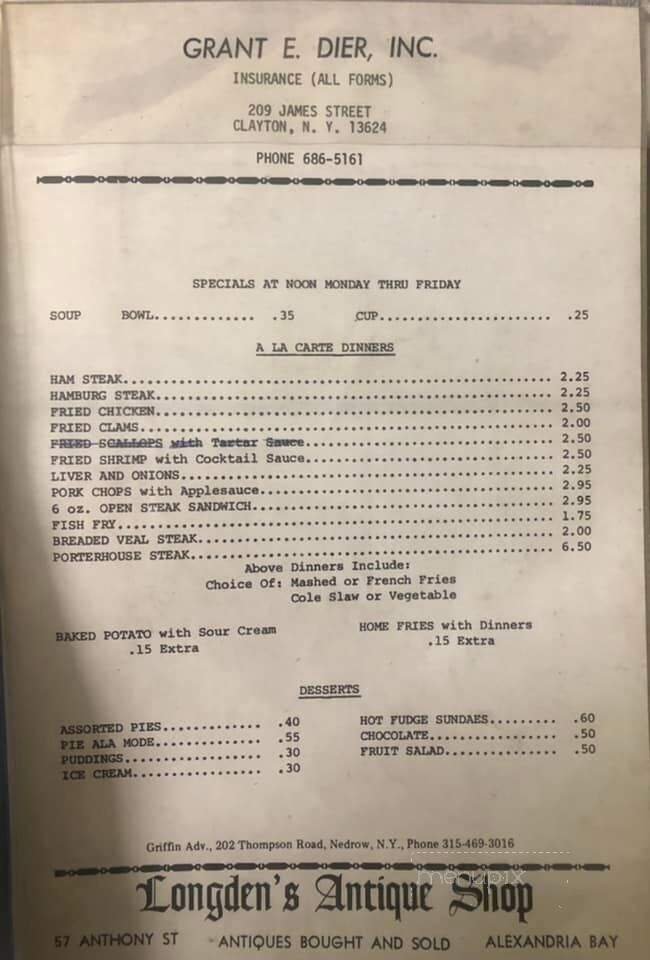 GRANT E. DIER, INC.
INSURANCE (ALL FORMS)
209 JAMES STREET
CLAYTON, N. Y. 13624
PHONE 686-5161
SPECIALS AT NOON MONDAY THRU FRIDAY
SOUP BOWL............. .35 CUP........................ .25
A LA CARTE DINNERS
HAM STEAK.................................................... 2.25
HAMBURG STEAK................................................ 2.25
FRIED CHICKEN................................................ 2.50
FRIED CLAMS.................................................. 2.00
FRIED SCALLOPS with Tartar Sauce............................. 2.50
FRIED SHRIMP with Cocktail Sauce............................. 2.50
LIVER AND ONIONS............................................. 2.25
PORK CHOPS with Applesauce................................... 2.95
6 oz. OPEN STEAK SANDWICH.................................... 2.95
FISH FRY..................................................... 1.75
BREADED VEAL STEAK........................................... 2.00
PORTERHOUSE STEAK............................................ 6.50
Above Dinners Include:
Choice Of: Mashed or French Fries
Cole Slaw or Vegetable
BAKED POTATO with Sour Cream HOME FRIES with Dinners
.15 Extra .15 Extra
DESSERTS
ASSORTED PIES............. .40 HOT FUDGE SUNDAES......... .60
PIE ALA MODE.............. .55 CHOCOLATE................. .50
PUDDINGS.................. .30 FRUIT SALAD............... .50
ICE CREAM................. .30
Griffin Adv., 202 Thompson Road, Nedrow, N.Y., Phone 315-469-3016
menupix
Longden's Antique Shop
57 ANTHONY ST ANTIQUES BOUGHT AND SOLD ALEXANDRIA BAY